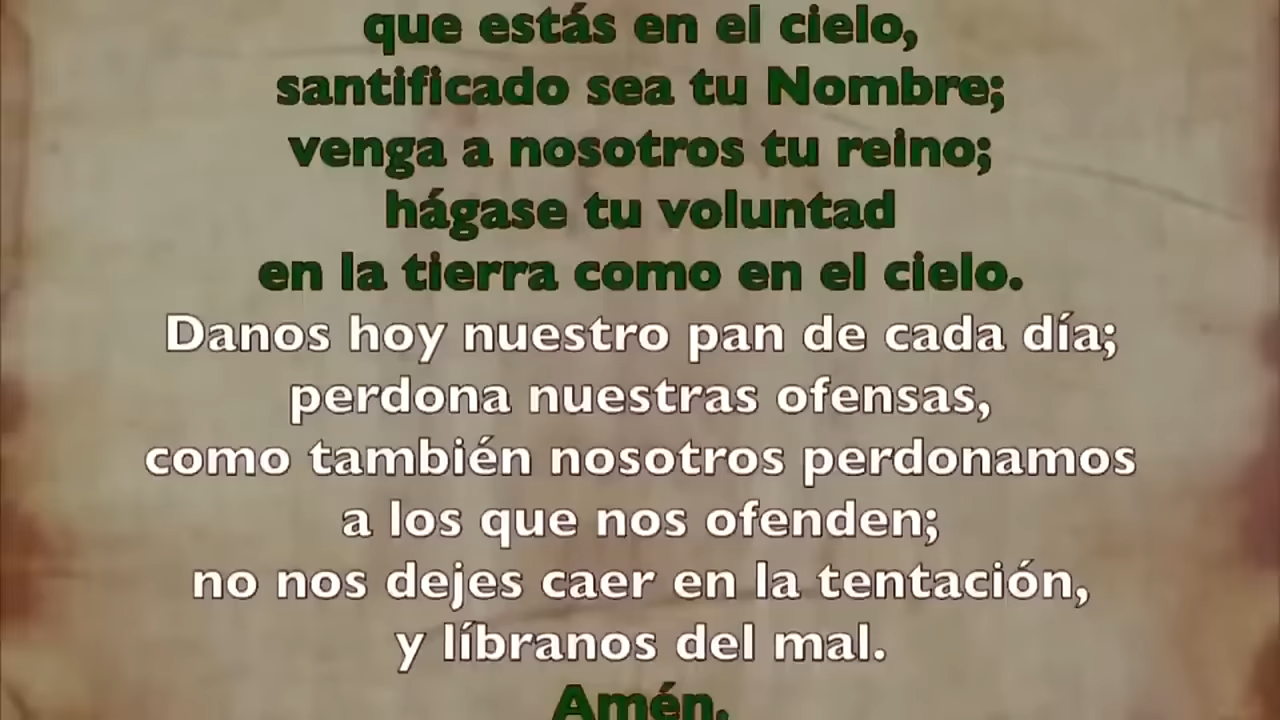 que estás en el cielo,
santificado sea tu Nombre;
venga a nosotros tu reino;
hágase tu voluntad
en la tierra como en el cielo.
Danos hoy nuestro pan de cada día;
perdona nuestras ofensas,
como también nosotros perdonamos
a los que nos ofenden;
no nos dejes caer en la tentación,
y líbranos del mal.
Amén.